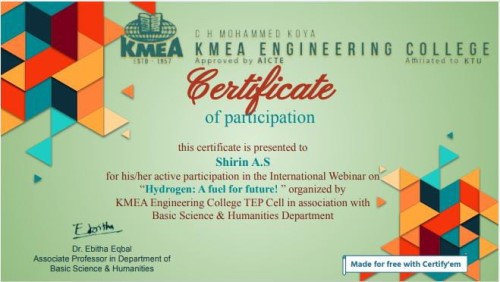 C H MOHAMMED KOYA
KMEA ENGINEERING COLLEGE
KMEA
ESTD - 1967
Approved by AICTE Affiliated to KTU
Certificate
of participation
this certificate is presented to
Shirin A.S
for his/her active participation in the International Webinar on
“Hydrogen: A fuel for future! ” organized by
KMEA Engineering College TEP Cell in association with
Basic Science & Humanities Department
Ebitha
Dr. Ebitha Eqbal
Associate Professor in Department of
Basic Science & Humanities
Made for free with Certify'em